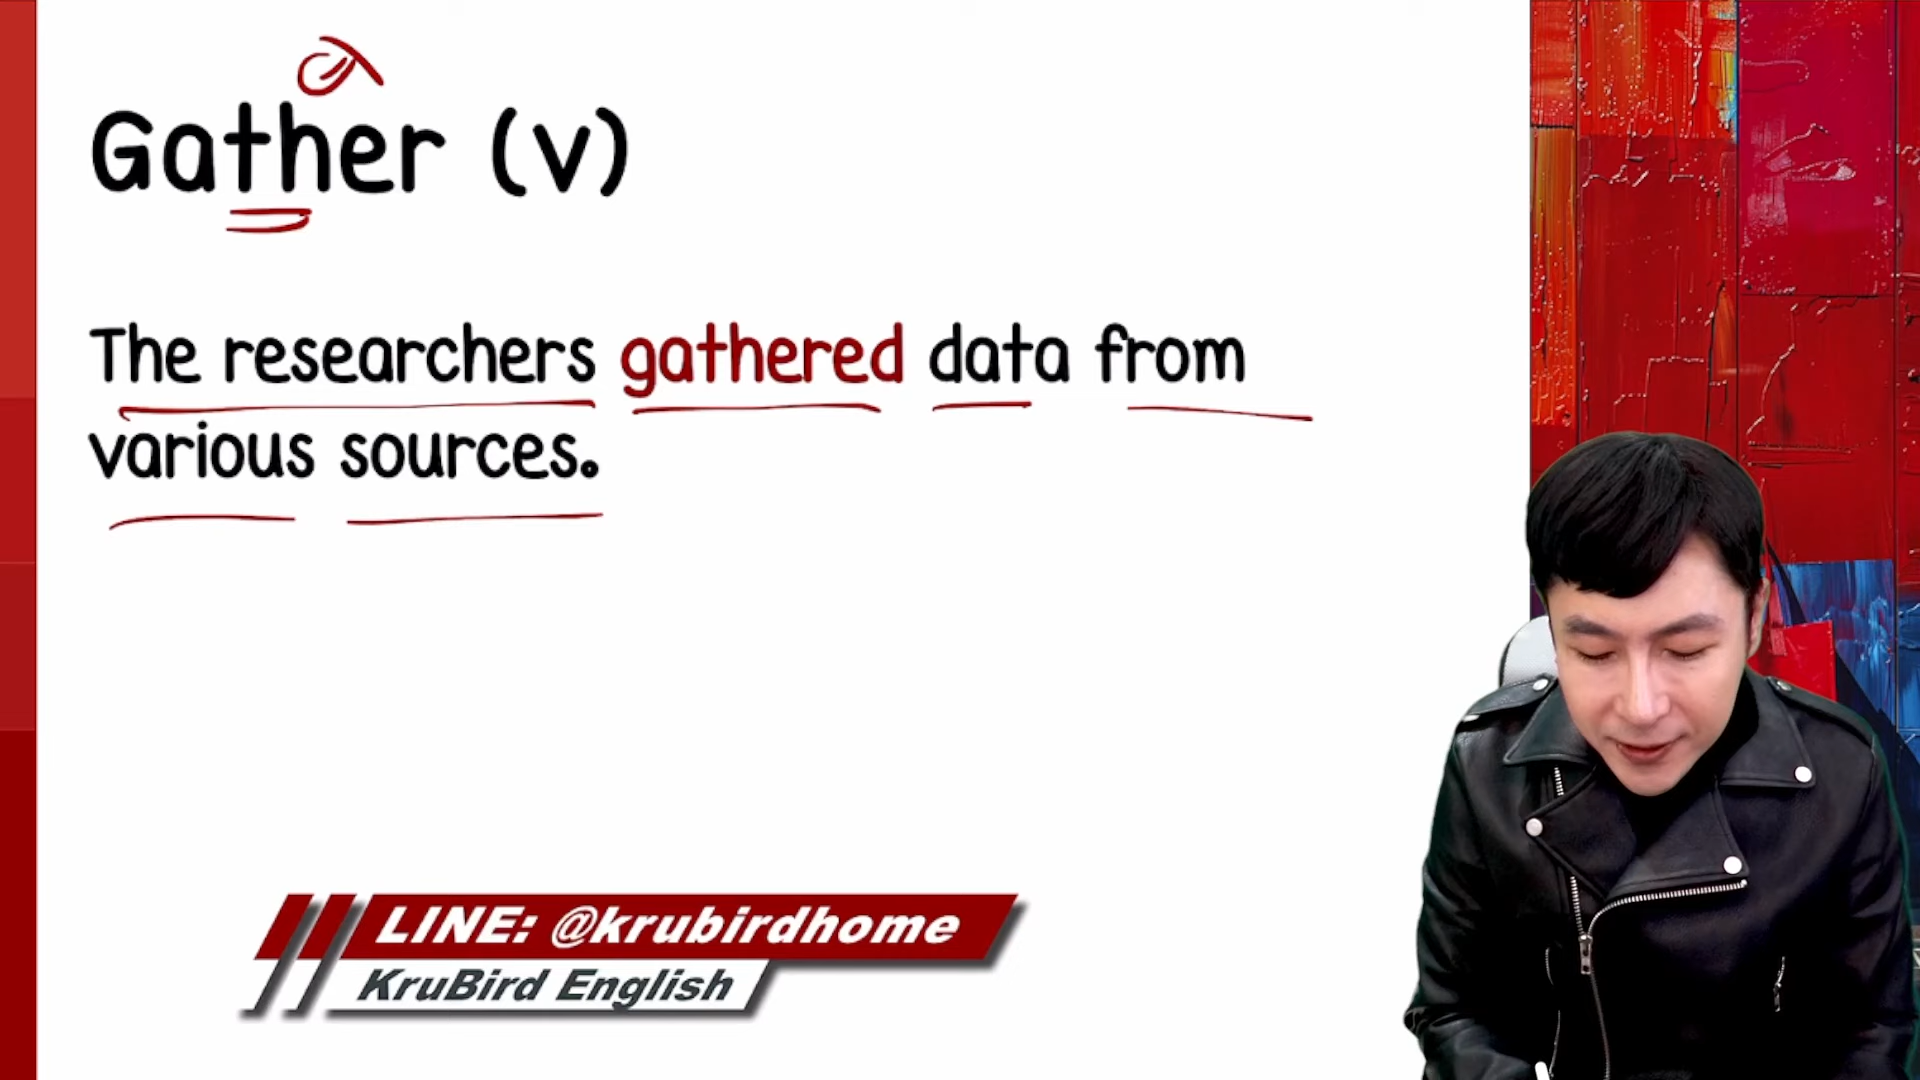 Gather (v)
The researchers gathered data from
various sources.
LINE: @krubirdhome
KruBird English